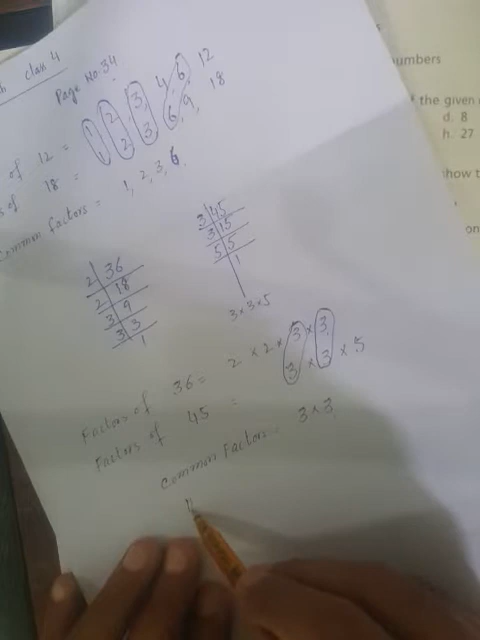 class 4
Page No. 34
of 12 = 1, 2, 3, 4, 6, 12
of 18 = 1, 2, 3, 6, 9, 18
Common factors = 1, 2, 3, 6.
2 | 36
2 | 18
3 | 9
3 | 3
1
3 | 45
3 | 15
5 | 5
1
3 x 3 x 5
Factors of 36 = 2 x 2 x 3 x 3
Factors of 45 = 3 x 3 x 5
Common Factors = 3 x 3
umbers
the given
d. 8
h. 27
how t
on